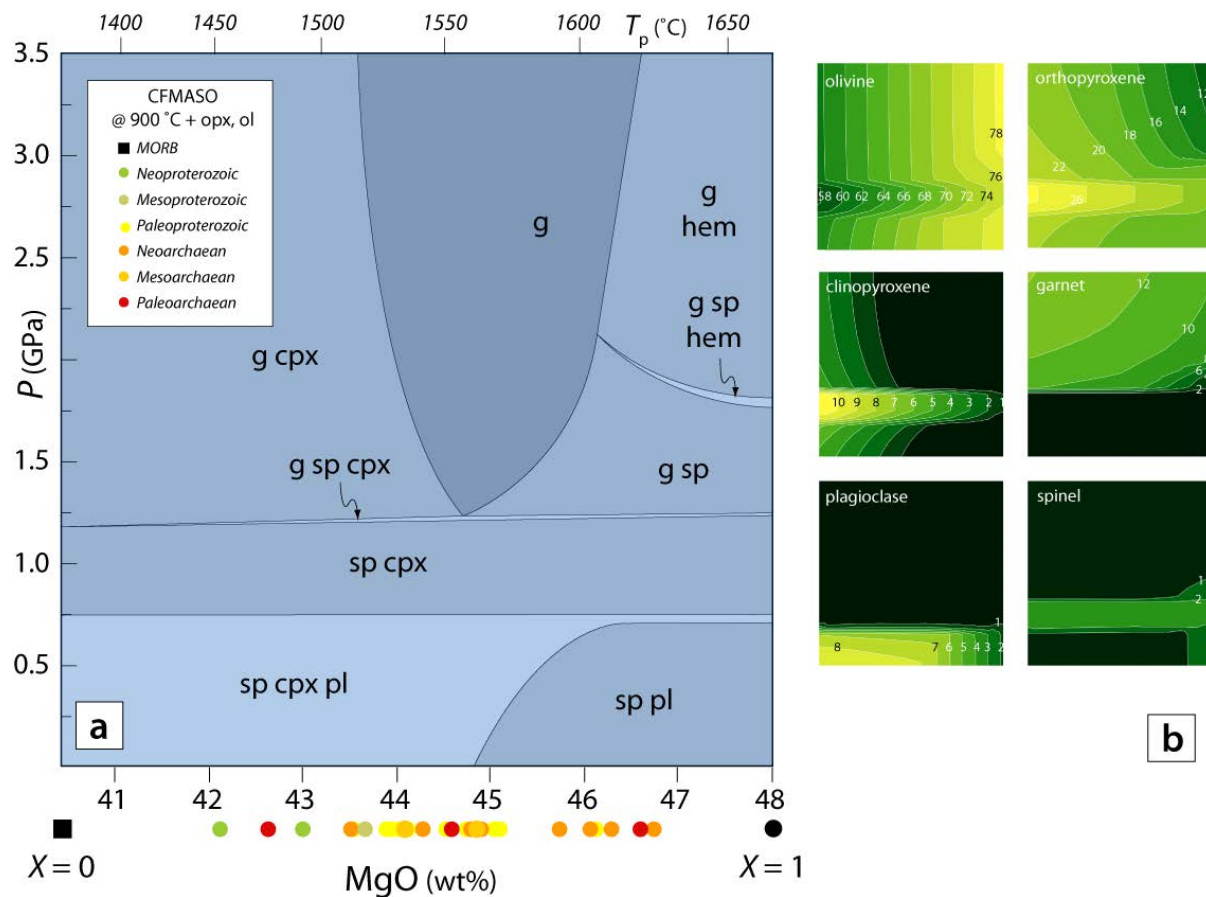 1400 1450 1500 1550 1600 Tp (˚C) 1650
3.5
3.0
2.5
2.0
1.5
1.0
0.5
P (GPa)
CFMASO
@ 900 ˚C + opx, ol
MORB
Neoproterozoic
Mesoproterozoic
Paleoproterozoic
Neoarchaean
Mesoarchaean
Paleoarchaean
g
g
hem
g sp
hem
g cpx
g sp cpx
g sp
sp cpx
sp cpx pl
sp pl
a
41 42 43 44 45 46 47 48
X = 0
MgO (wt%)
X = 1
olivine
78
76
58 60 62 64 66 68 70 72 74
orthopyroxene
12
14
16
18
20
22
26
clinopyroxene
10 9 8 7 6 5 4 3 2 1
garnet
12
10
6
2
plagioclase
1
8 7 6 5 4 3 2
spinel
1
2
b